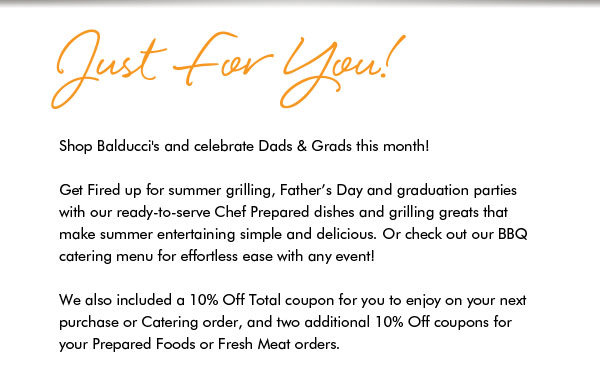 Just For You!
Shop Balducci's and celebrate Dads & Grads this month!
Get Fired up for summer grilling, Father’s Day and graduation parties
with our ready-to-serve Chef Prepared dishes and grilling greats that
make summer entertaining simple and delicious. Or check out our BBQ
catering menu for effortless ease with any event!
We also included a 10% Off Total coupon for you to enjoy on your next
purchase or Catering order, and two additional 10% Off coupons for
your Prepared Foods or Fresh Meat orders.